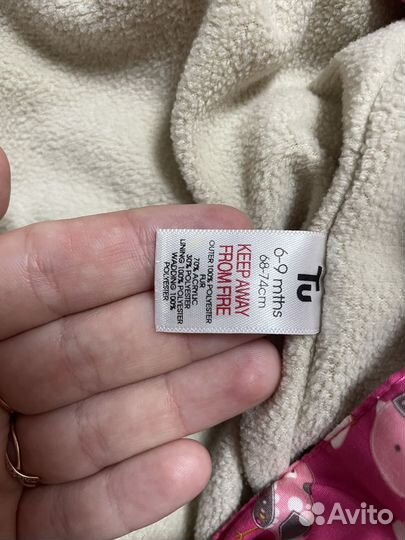 Tu
6-9 mths
68-74cm
KEEP AWAY
FROM FIRE
OUTER 100% POLYESTER
FUR
70% ACRYLIC
30% POLYESTER
LINING 100% POLYESTER
WADDING 100%
POLYESTER
Avito